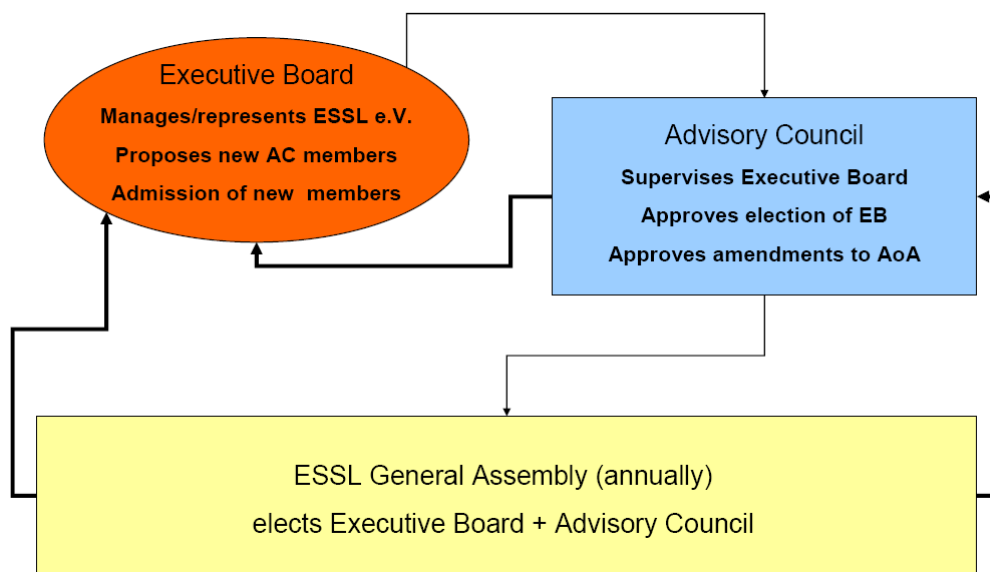 Executive Board
Manages/represents ESSL e.V.
Proposes new AC members
Admission of new members
Advisory Council
Supervises Executive Board
Approves election of EB
Approves amendments to AoA
ESSL General Assembly (annually)
elects Executive Board + Advisory Council